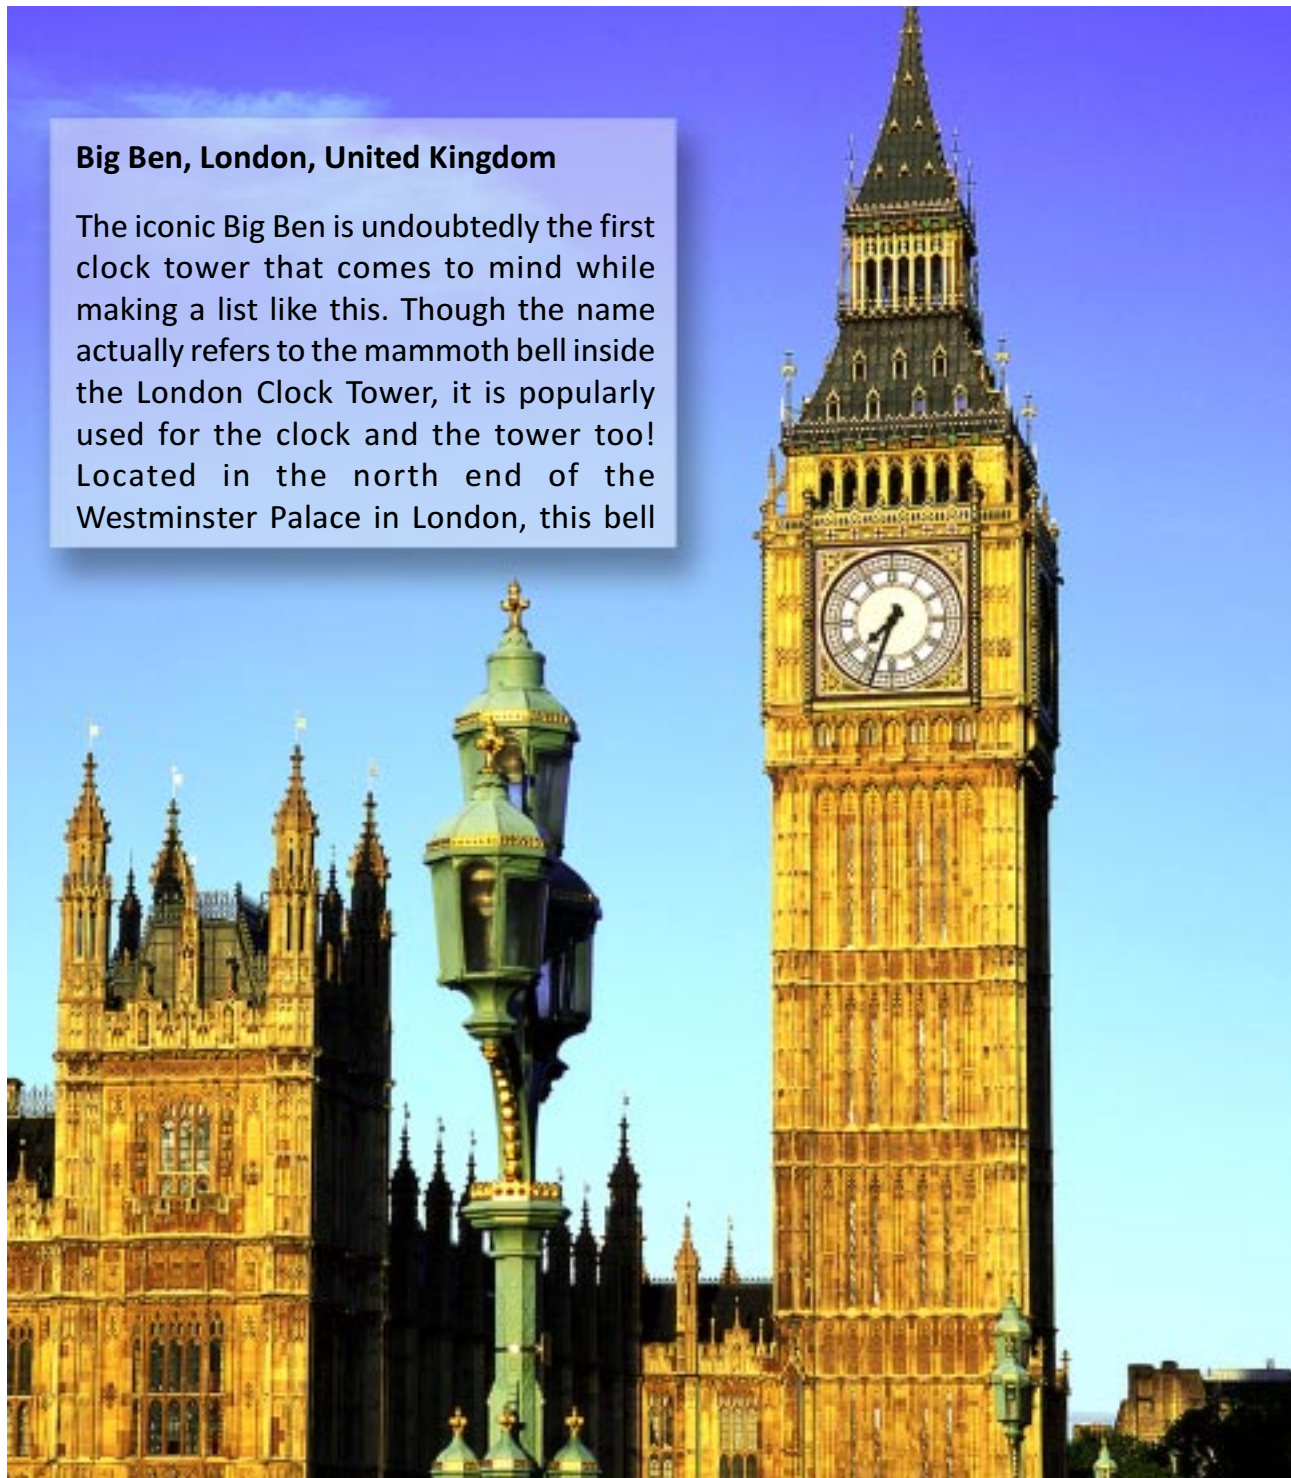 Big Ben, London, United Kingdom
The iconic Big Ben is undoubtedly the first
clock tower that comes to mind while
making a list like this. Though the name
actually refers to the mammoth bell inside
the London Clock Tower, it is popularly
used for the clock and the tower too!
Located in the north end of the
Westminster Palace in London, this bell